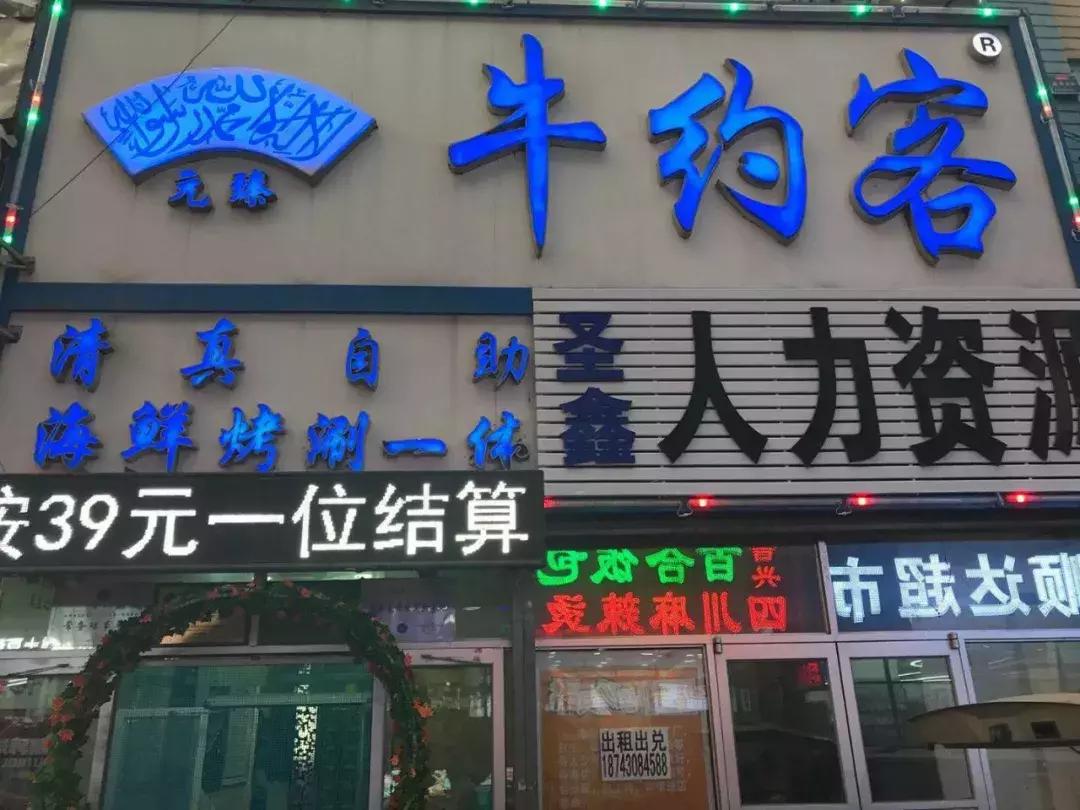 牛约客
®
元臻
清真自助
海鲜烤涮一体
圣鑫
人力资源
按39元一位结算
百合饭包
吾兴
四川麻辣烫
顺达超市
出租出兑
18743084588